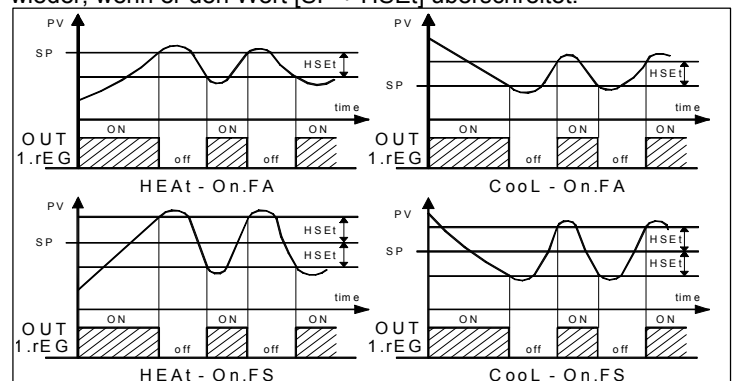 wieder, wenn er den Wert [SP + HSEt] überschreitet.
PV
SP
HSEt
time
ON
ON
ON
OUT
1.rEG
off
off
HEAt - On.FA
PV
HSEt
SP
time
ON
ON
ON
OUT
1.rEG
off
off
CooL - On.FA
PV
HSEt
SP
HSEt
time
ON
ON
ON
OUT
1.rEG
off
off
HEAt - On.FS
PV
HSEt
SP
HSEt
time
ON
ON
ON
OUT
1.rEG
off
off
CooL - On.FS